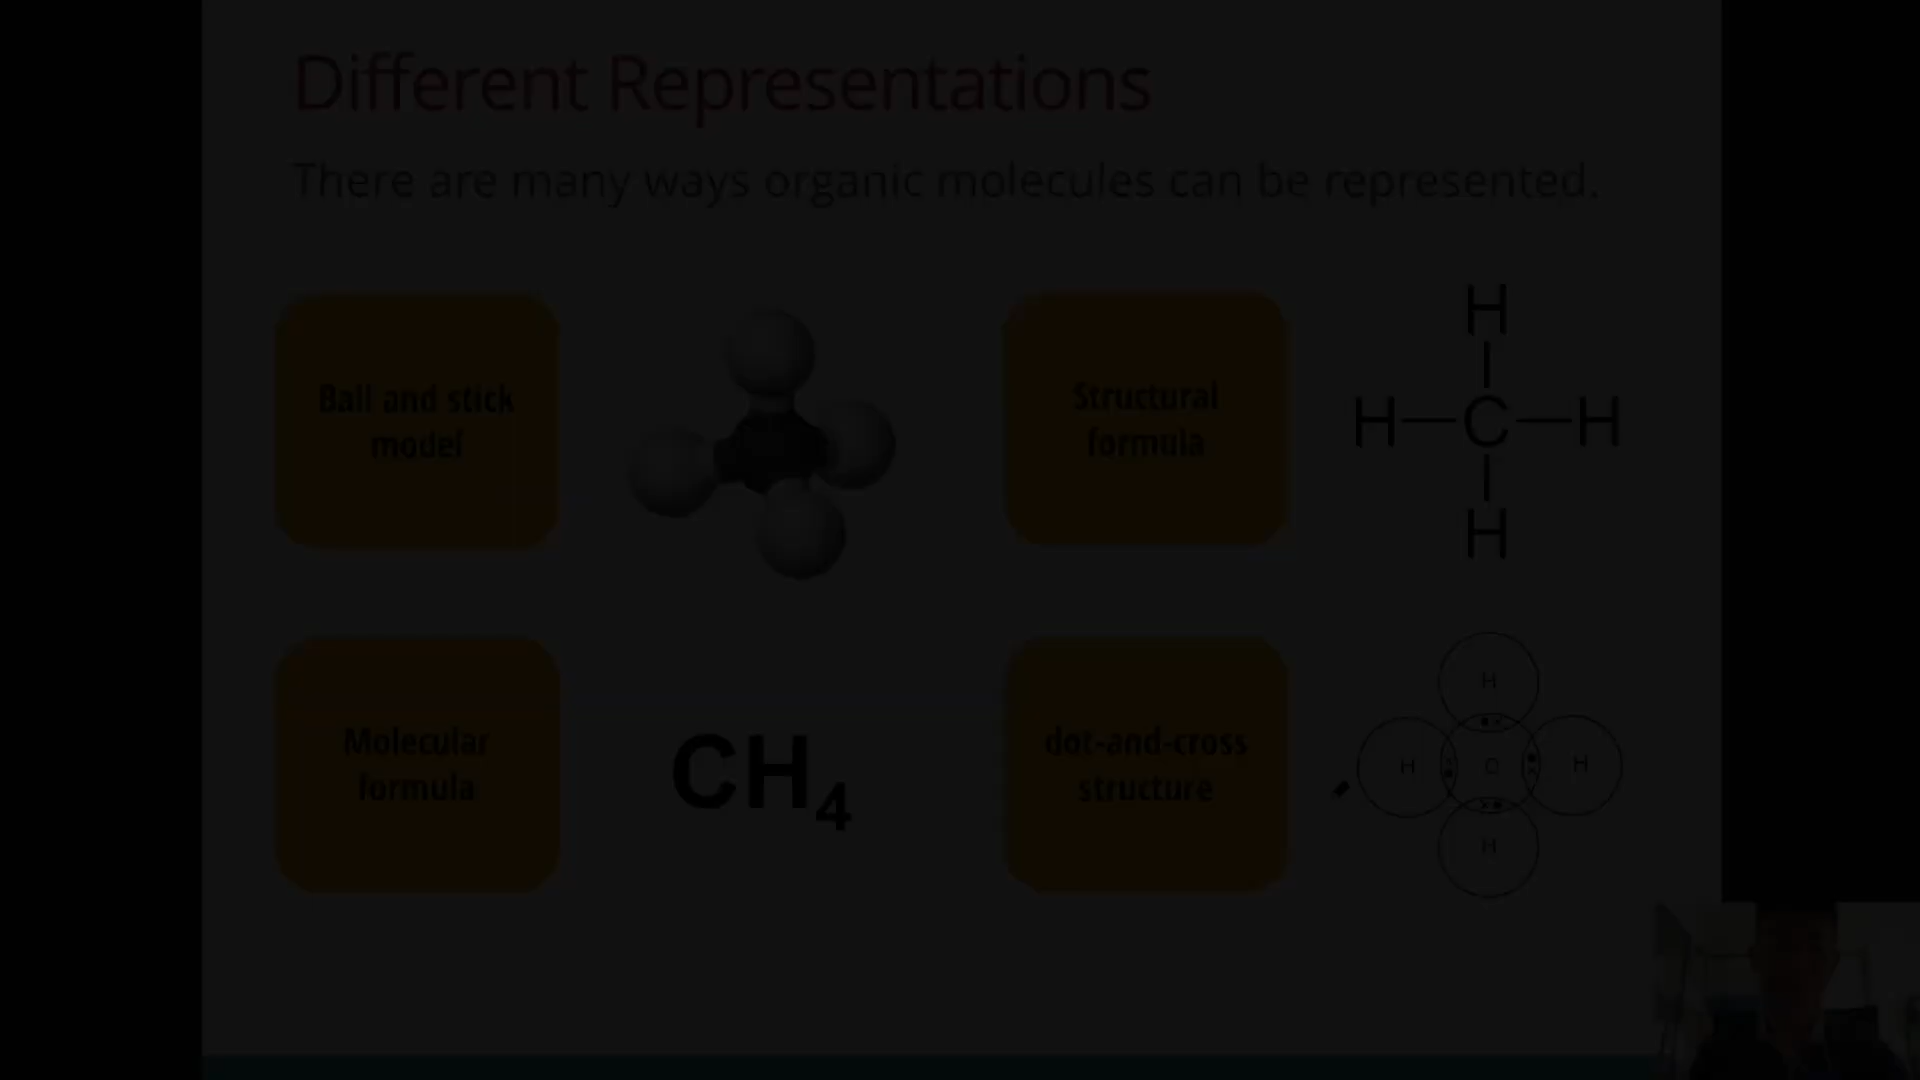 Different Representations
There are many ways organic molecules can be represented.
Ball and stick
model
Structural
formula
H
H C H
H
Molecular
formula
CH₄
dot-and-cross
structure
H
H C H
H